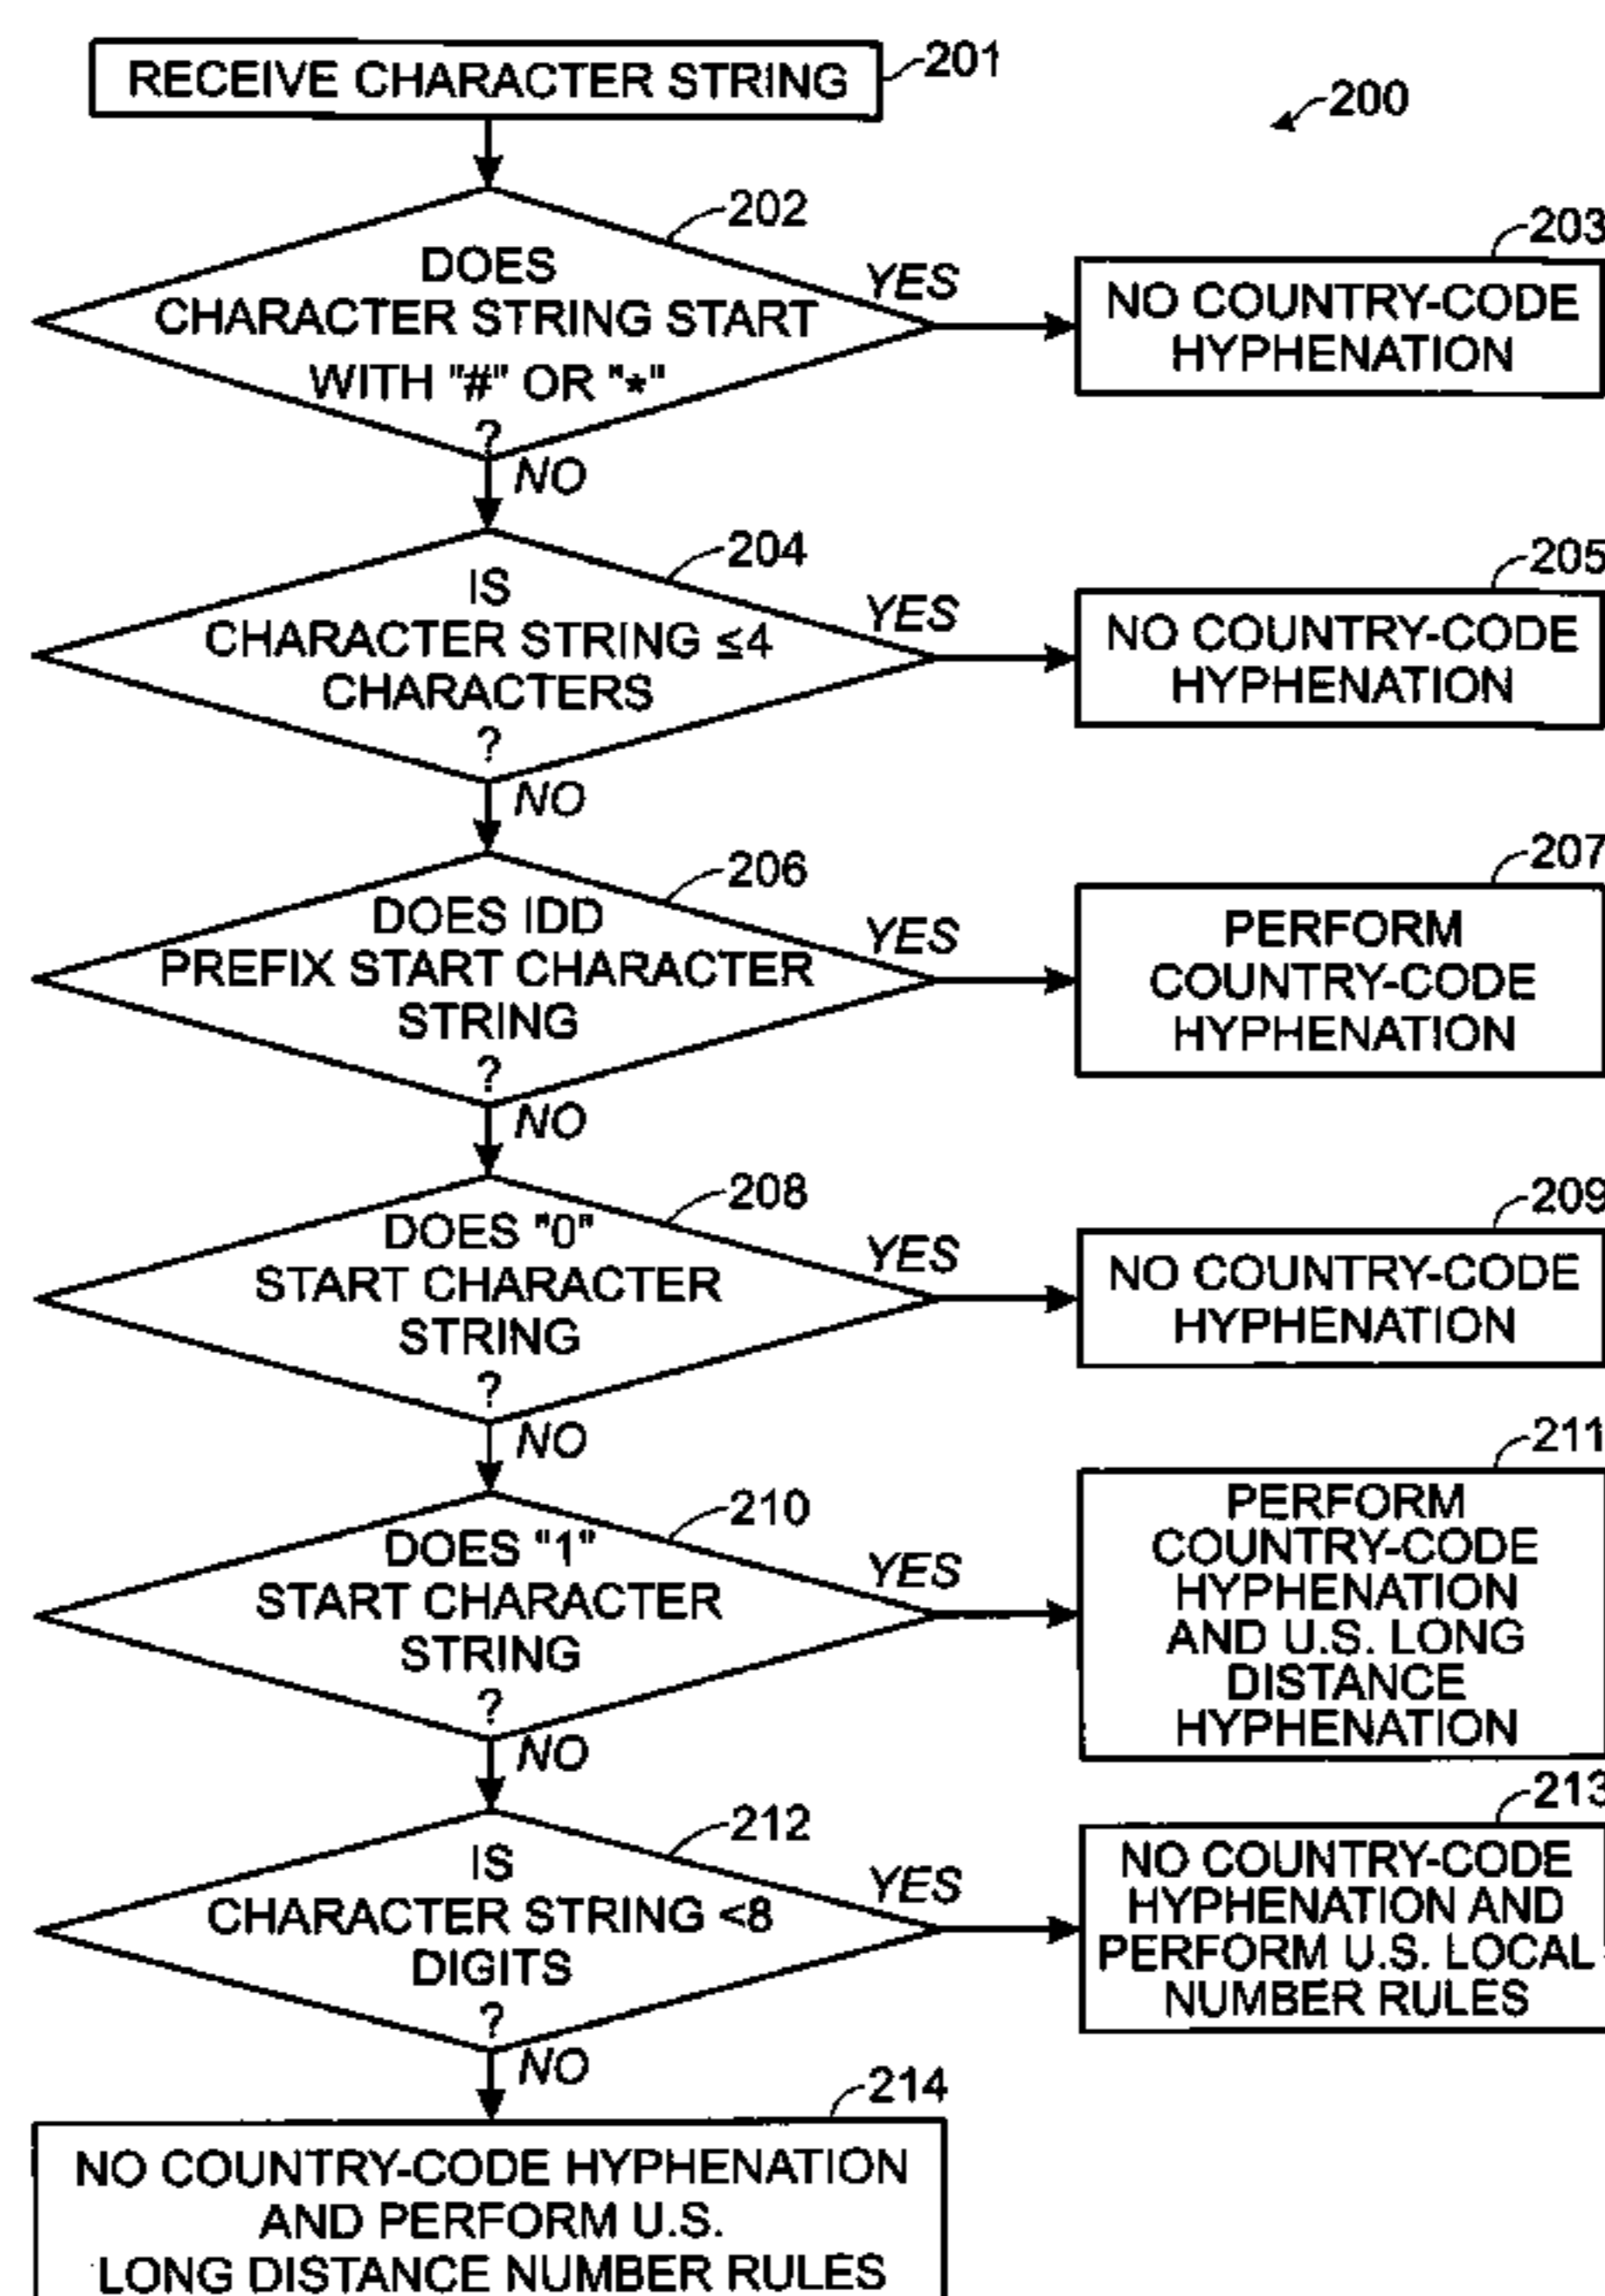 RECEIVE CHARACTER STRING
201
200
202
DOES
CHARACTER STRING START
WITH "#" OR "*"
?
YES
203
NO COUNTRY-CODE
HYPHENATION
NO
204
IS
CHARACTER STRING ≤4
CHARACTERS
?
YES
205
NO COUNTRY-CODE
HYPHENATION
NO
206
DOES IDD
PREFIX START CHARACTER
STRING
?
YES
207
PERFORM
COUNTRY-CODE
HYPHENATION
NO
208
DOES "0"
START CHARACTER
STRING
?
YES
209
NO COUNTRY-CODE
HYPHENATION
NO
210
DOES "1"
START CHARACTER
STRING
?
YES
211
PERFORM
COUNTRY-CODE
HYPHENATION
AND U.S. LONG
DISTANCE
HYPHENATION
NO
212
IS
CHARACTER STRING <8
DIGITS
?
YES
213
NO COUNTRY-CODE
HYPHENATION AND
PERFORM U.S. LOCAL
NUMBER RULES
NO
214
NO COUNTRY-CODE HYPHENATION
AND PERFORM U.S.
LONG DISTANCE NUMBER RULES